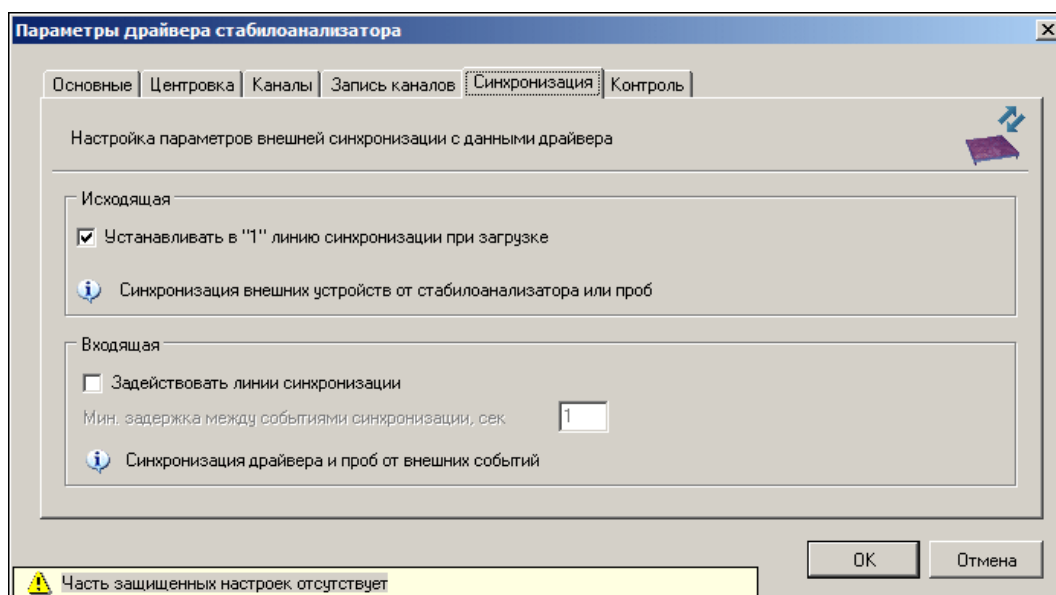 Параметры драйвера стабилоанализатора
Основные Центровка Каналы Запись каналов Синхронизация Контроль
Настройка параметров внешней синхронизации с данными драйвера
Исходящая
Устанавливать в "1" линию синхронизации при загрузке
Синхронизация внешних устройств от стабилоанализатора или проб
Входящая
Задействовать линии синхронизации
Мин. задержка между событиями синхронизации, сек 1
Синхронизация драйвера и проб от внешних событий
OK Отмена
Часть защищенных настроек отсутствует